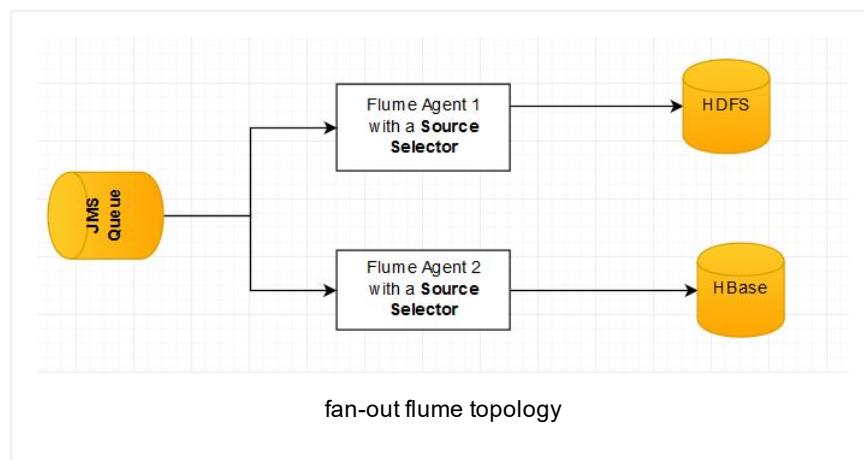 JMS
Queue
Flume Agent 1
with a Source
Selector
HDFS
Flume Agent 2
with a Source
Selector
HBase
fan-out flume topology